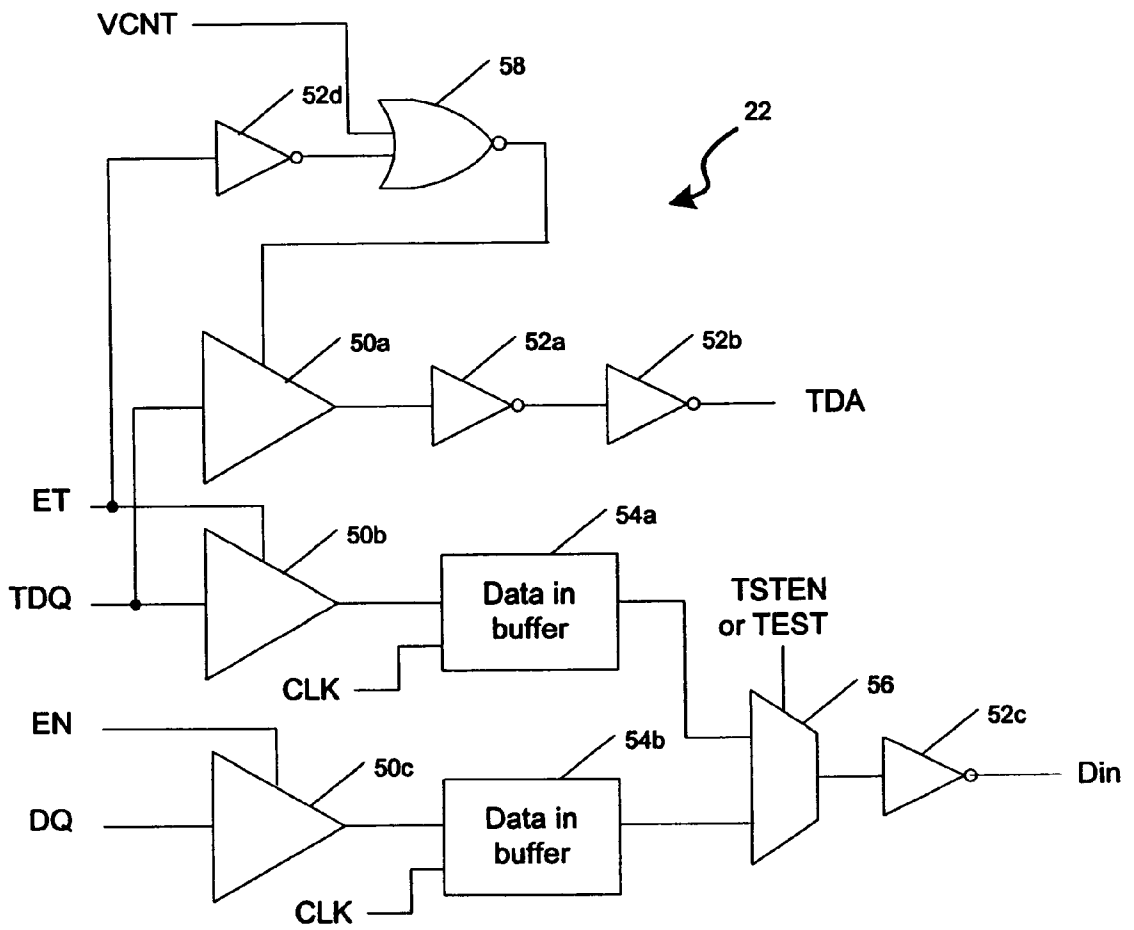 VCNT
58
52d
22
50a
52a
52b
TDA
ET
50b
54a
TDQ
Data in
buffer
TSTEN
or TEST
CLK
56
EN
52c
50c
54b
Din
DQ
Data in
buffer
CLK